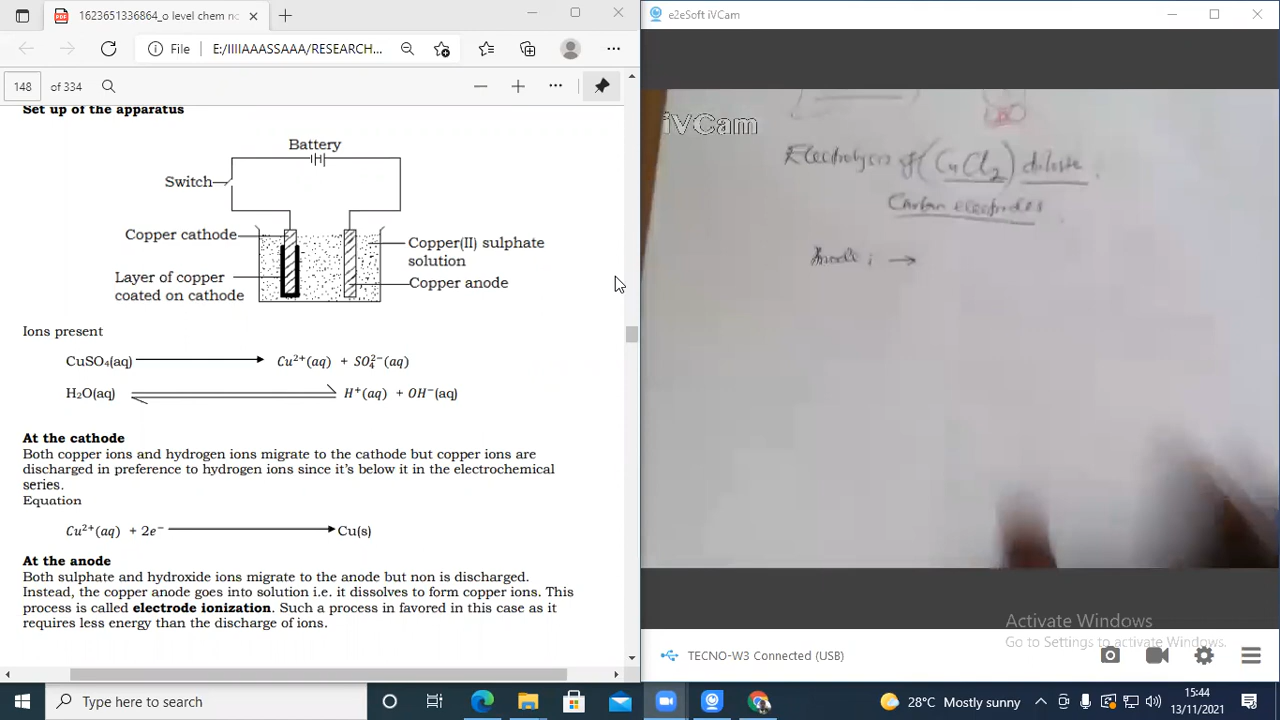 1623651336864_o level chem nc
File
E:/IIIIAAASSAAA/RESEARCH...
148 of 334
Set up of the apparatus
Battery
Switch
Copper cathode
Copper(II) sulphate
solution
Layer of copper
coated on cathode
Copper anode
Ions present
CuSO₄(aq) → Cu²⁺(aq) + SO₄²⁻(aq)
H₂O(aq) ⇌ H⁺(aq) + OH⁻(aq)
At the cathode
Both copper ions and hydrogen ions migrate to the cathode but copper ions are
discharged in preference to hydrogen ions since it's below it in the electrochemical
series.
Equation
Cu²⁺(aq) + 2e⁻ → Cu(s)
At the anode
Both sulphate and hydroxide ions migrate to the anode but non is discharged.
Instead, the copper anode goes into solution i.e. it dissolves to form copper ions. This
process is called electrode ionization. Such a process in favored in this case as it
requires less energy than the discharge of ions.
e2eSoft iVCam
iVCam
Electrolysis of (CuCl₂) dilute.
Carbon electrodes
Anode ; →
Activate Windows
Go to Settings to activate Windows.
TECNO-W3 Connected (USB)
Type here to search
28°C Mostly sunny
15:44
13/11/2021